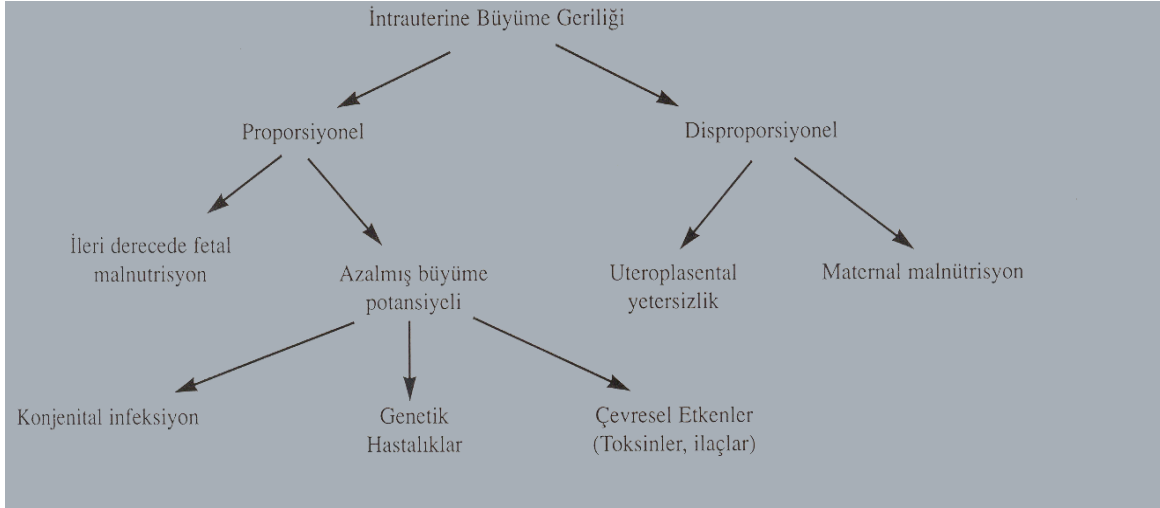 İntrauterine Büyüme Geriliği
Proporsiyonel
Disproporsiyonel
İleri derecede fetal
malnutrisyon
Azalmış büyüme
potansiyeli
Uteroplasental
yetersizlik
Maternal malnütrisyon
Konjenital infeksiyon
Genetik
Hastalıklar
Çevresel Etkenler
(Toksinler, ilaçlar)